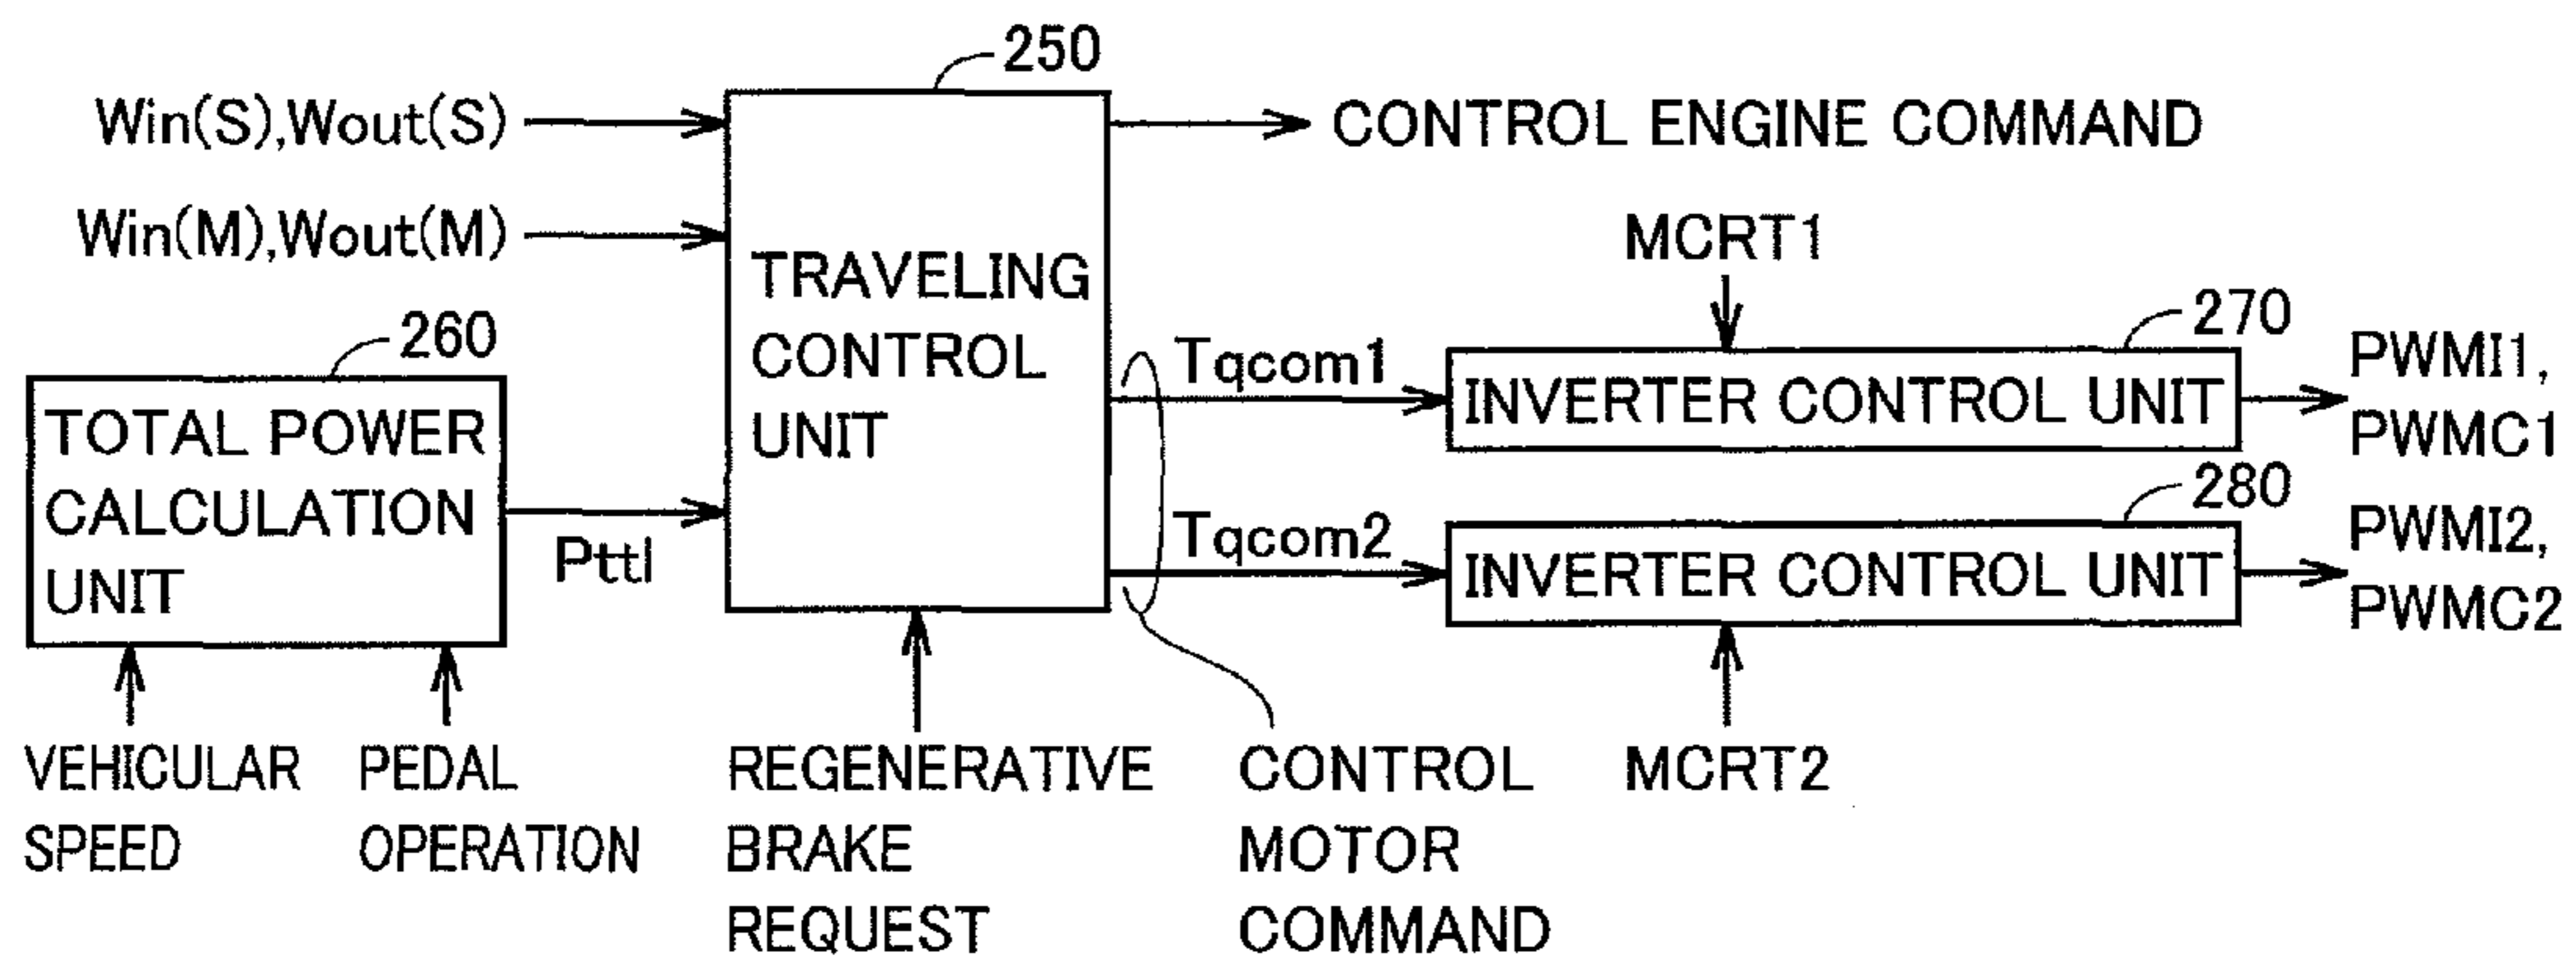 250
Win(S),Wout(S)
CONTROL ENGINE COMMAND
Win(M),Wout(M)
MCRT1
TRAVELING
CONTROL
UNIT
260
TOTAL POWER
CALCULATION
UNIT
Pttl
Tqcom1
270
INVERTER CONTROL UNIT
PWMI1,
PWMC1
Tqcom2
280
INVERTER CONTROL UNIT
PWMI2,
PWMC2
VEHICULAR
SPEED
PEDAL
OPERATION
REGENERATIVE
BRAKE
REQUEST
CONTROL
MOTOR
COMMAND
MCRT2